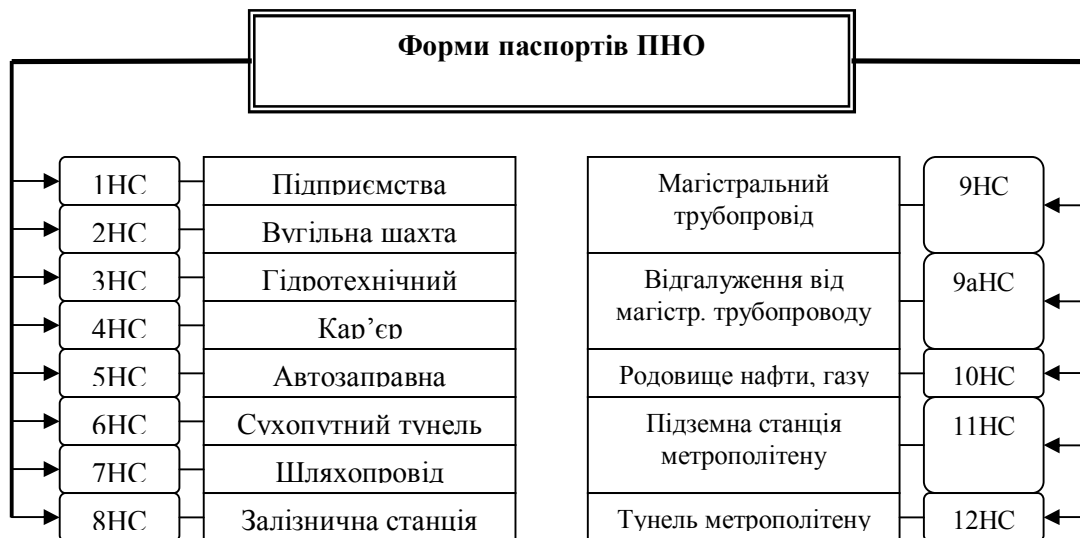 Форми паспортів ПНО
1НС
Підприємства
2НС
Вугільна шахта
3НС
Гідротехнічний
4НС
Кар’єр
5НС
Автозаправна
6НС
Сухопутний тунель
7НС
Шляхопровід
8НС
Залізнична станція
Магістральний
трубопровід
9НС
Відгалуження від
магістр. трубопроводу
9аНС
Родовище нафти, газу
10НС
Підземна станція
метрополітену
11НС
Тунель метрополітену
12НС